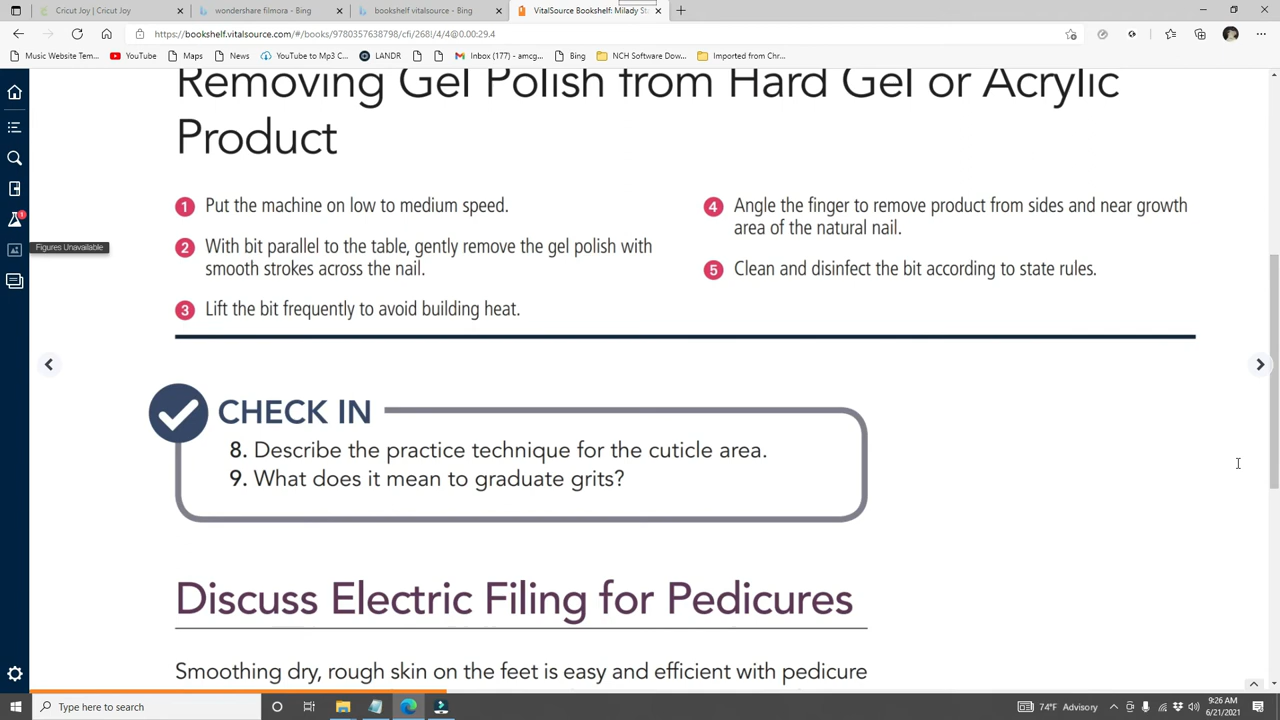 Cricut Joy | Cricut Joy
wondershare filmora - Bing
bookshelf vitalsource - Bing
VitalSource Bookshelf: Milady St
https://bookshelf.vitalsource.com/#/books/9780357638798/cfi/268!/4/4@0.00:29.4
Music Website Tem...
YouTube
Maps
News
YouTube to Mp3 C...
LANDR
Inbox (177) - amcg...
Bing
NCH Software Dow...
Imported from Chr...
Removing Gel Polish from Hard Gel or Acrylic
Product
1 Put the machine on low to medium speed.
2 With bit parallel to the table, gently remove the gel polish with
smooth strokes across the nail.
3 Lift the bit frequently to avoid building heat.
4 Angle the finger to remove product from sides and near growth
area of the natural nail.
5 Clean and disinfect the bit according to state rules.
1
Figures Unavailable
CHECK IN
8. Describe the practice technique for the cuticle area.
9. What does it mean to graduate grits?
Discuss Electric Filing for Pedicures
Smoothing dry, rough skin on the feet is easy and efficient with pedicure
Type here to search
74°F Advisory
9:26 AM
6/21/2021